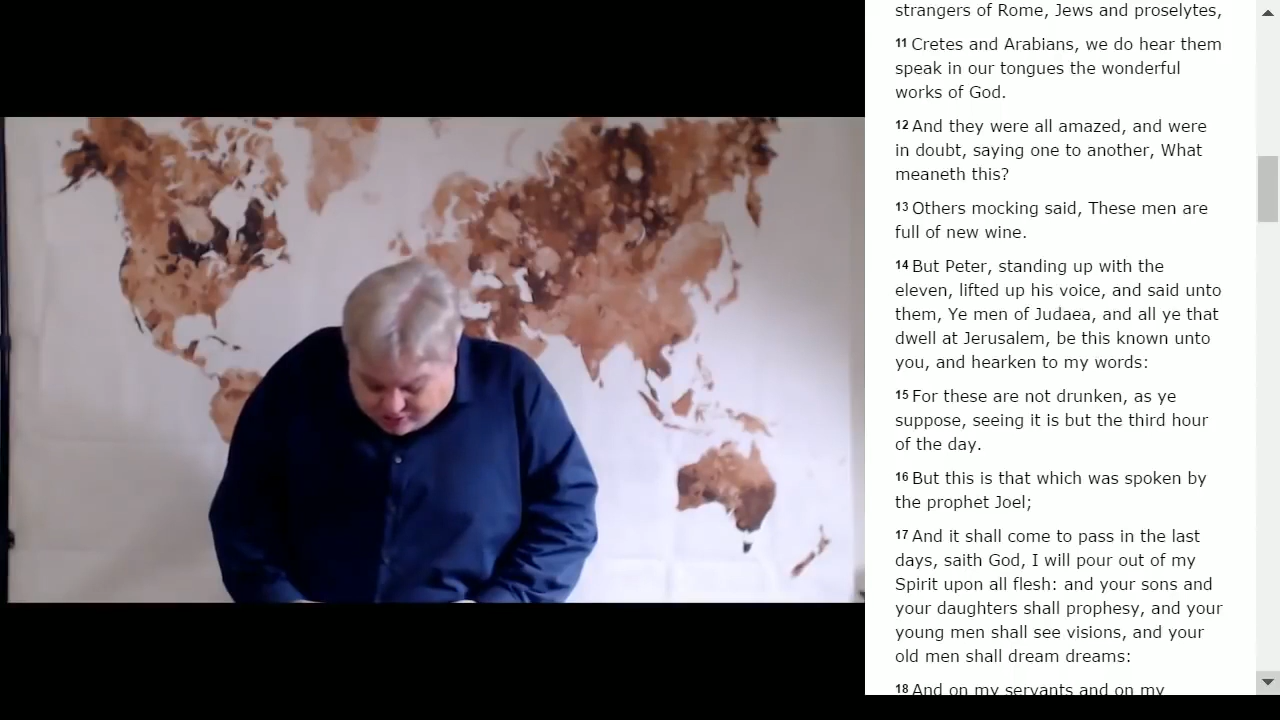 strangers of Rome, Jews and proselytes,
11 Cretes and Arabians, we do hear them
speak in our tongues the wonderful
works of God.
12 And they were all amazed, and were
in doubt, saying one to another, What
meaneth this?
13 Others mocking said, These men are
full of new wine.
14 But Peter, standing up with the
eleven, lifted up his voice, and said unto
them, Ye men of Judaea, and all ye that
dwell at Jerusalem, be this known unto
you, and hearken to my words:
15 For these are not drunken, as ye
suppose, seeing it is but the third hour
of the day.
16 But this is that which was spoken by
the prophet Joel;
17 And it shall come to pass in the last
days, saith God, I will pour out of my
Spirit upon all flesh: and your sons and
your daughters shall prophesy, and your
young men shall see visions, and your
old men shall dream dreams:
18 And on my servants and on my